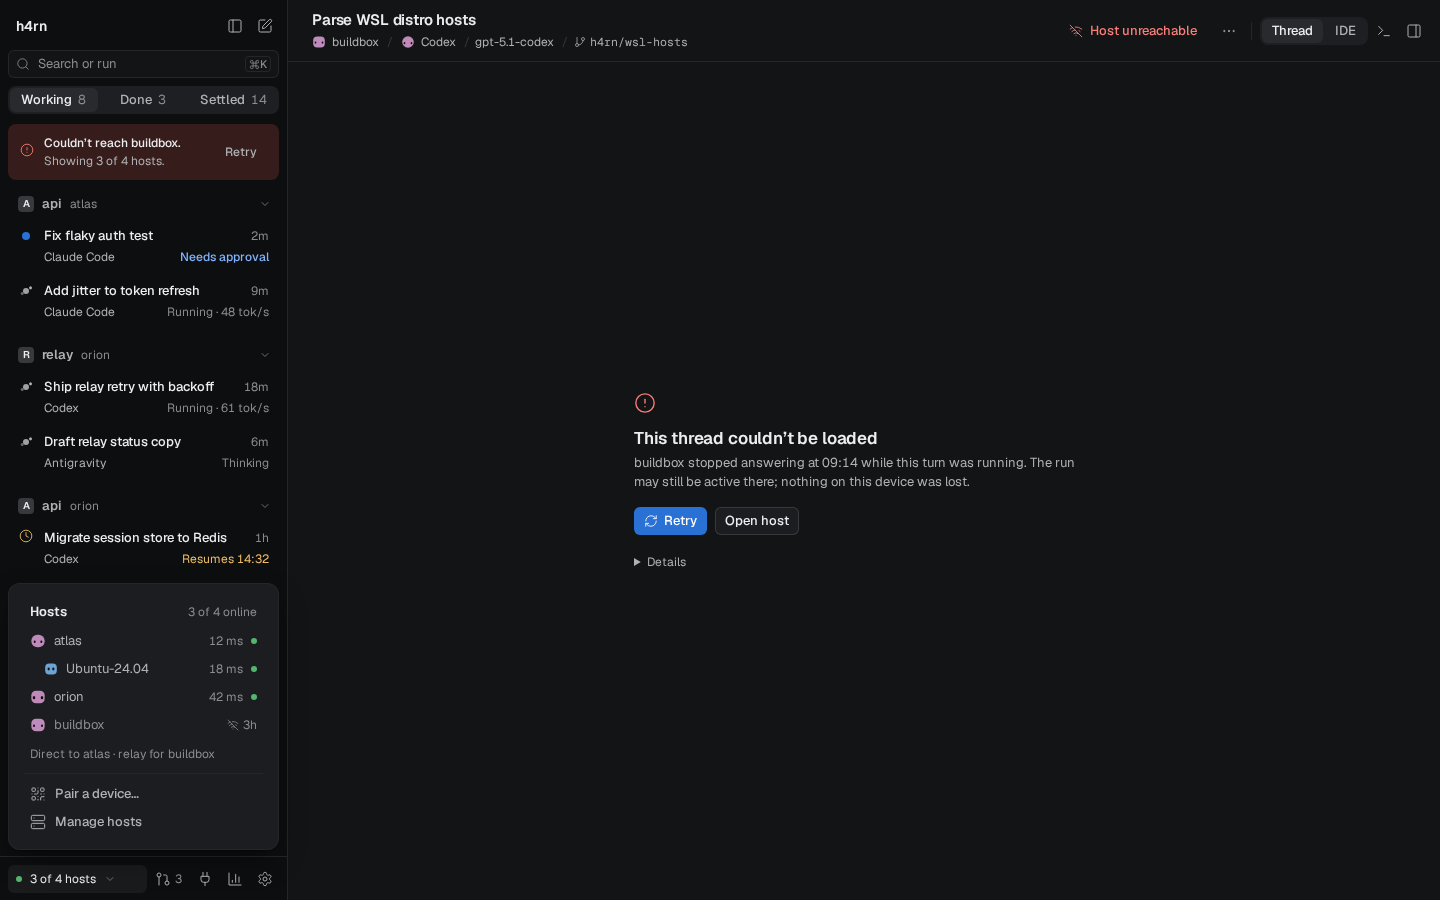 h4rn
Search or run
⌘K
Working 8
Done 3
Settled 14
Couldn’t reach buildbox.
Showing 3 of 4 hosts.
Retry
A api atlas
Fix flaky auth test 2m
Claude Code Needs approval
Add jitter to token refresh 9m
Claude Code Running · 48 tok/s
R relay orion
Ship relay retry with backoff 18m
Codex Running · 61 tok/s
Draft relay status copy 6m
Antigravity Thinking
A api orion
Migrate session store to Redis 1h
Codex Resumes 14:32
Hosts 3 of 4 online
atlas 12 ms
Ubuntu-24.04 18 ms
orion 42 ms
buildbox 3h
Direct to atlas · relay for buildbox
Pair a device…
Manage hosts
3 of 4 hosts
3
Parse WSL distro hosts
buildbox / Codex / gpt-5.1-codex / h4rn/wsl-hosts
Host unreachable
Thread
IDE
This thread couldn’t be loaded
buildbox stopped answering at 09:14 while this turn was running. The run
may still be active there; nothing on this device was lost.
Retry
Open host
Details